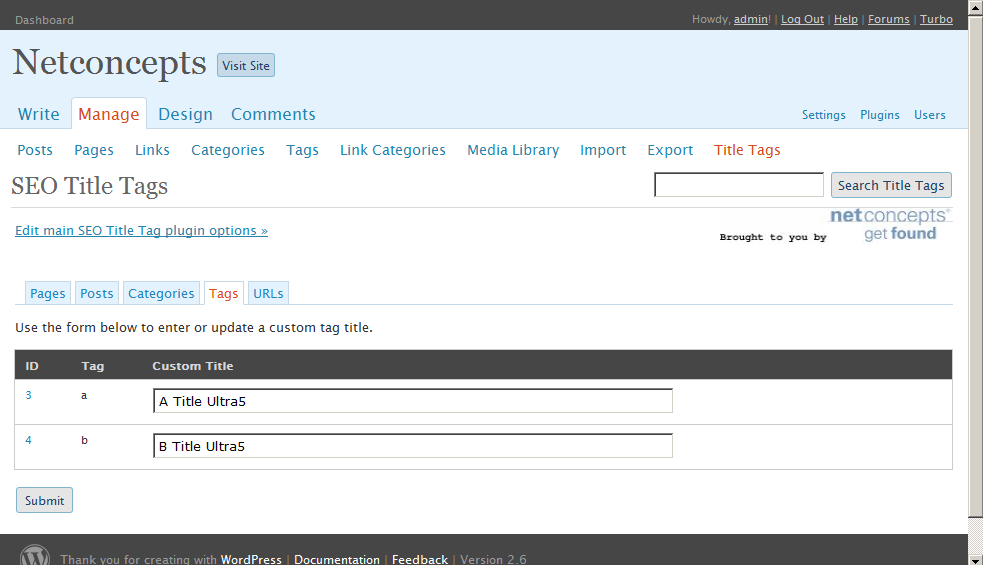 Dashboard Howdy, admin! | Log Out | Help | Forums | Turbo
Netconcepts Visit Site
Write Manage Design Comments Settings Plugins Users
Posts Pages Links Categories Tags Link Categories Media Library Import Export Title Tags
SEO Title Tags Search Title Tags
Edit main SEO Title Tag plugin options »
Brought to you by netconcepts®
get found
Pages Posts Categories Tags URLs
Use the form below to enter or update a custom tag title.
ID Tag Custom Title
3 a A Title Ultra5
4 b B Title Ultra5
Submit
Thank you for creating with WordPress | Documentation | Feedback | Version 2.6